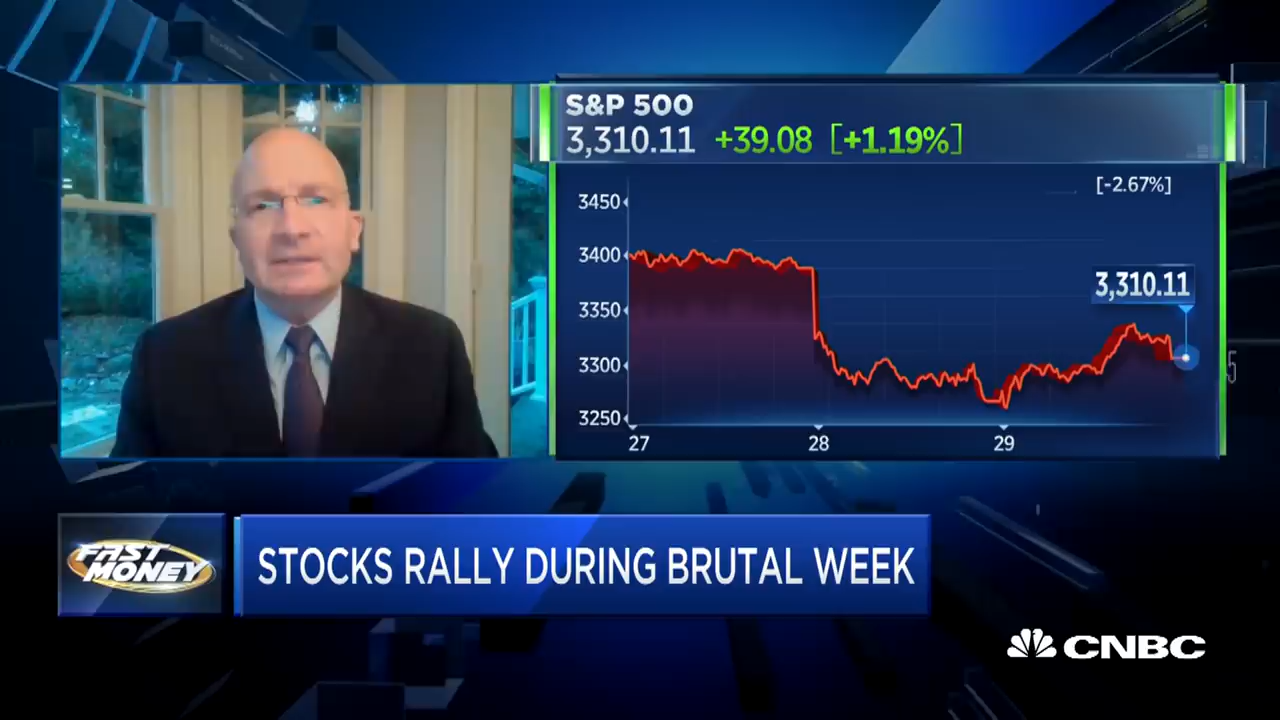 S&P 500
3,310.11 +39.08 [+1.19%]
[-2.67%]
3450
3400
3350
3300
3250
3,310.11
27 28 29
5
FAST
MONEY
STOCKS RALLY DURING BRUTAL WEEK
CNBC